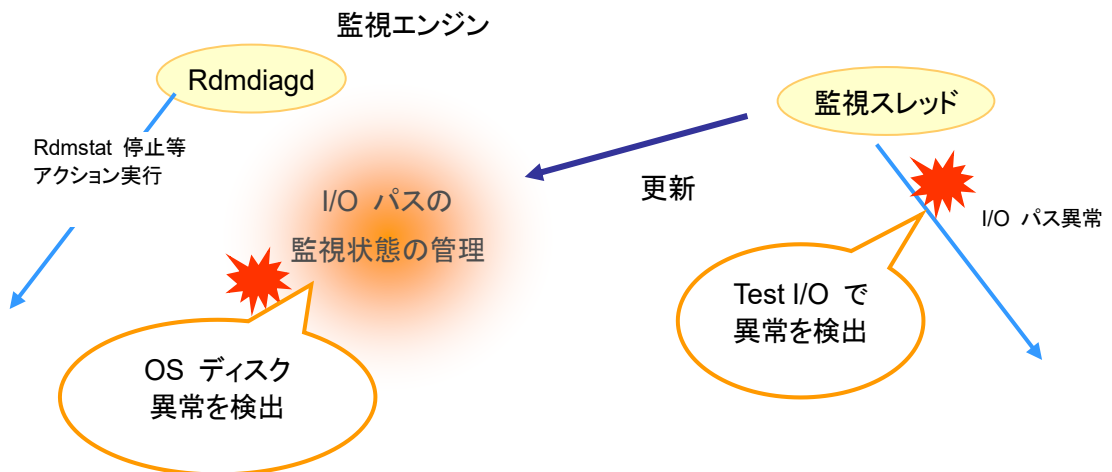 監視エンジン
Rdmdiagd
監視スレッド
Rdmstat 停止等
アクション実行
更新
I/O パスの
監視状態の管理
I/O パス異常
Test I/O で
異常を検出
OS ディスク
異常を検出